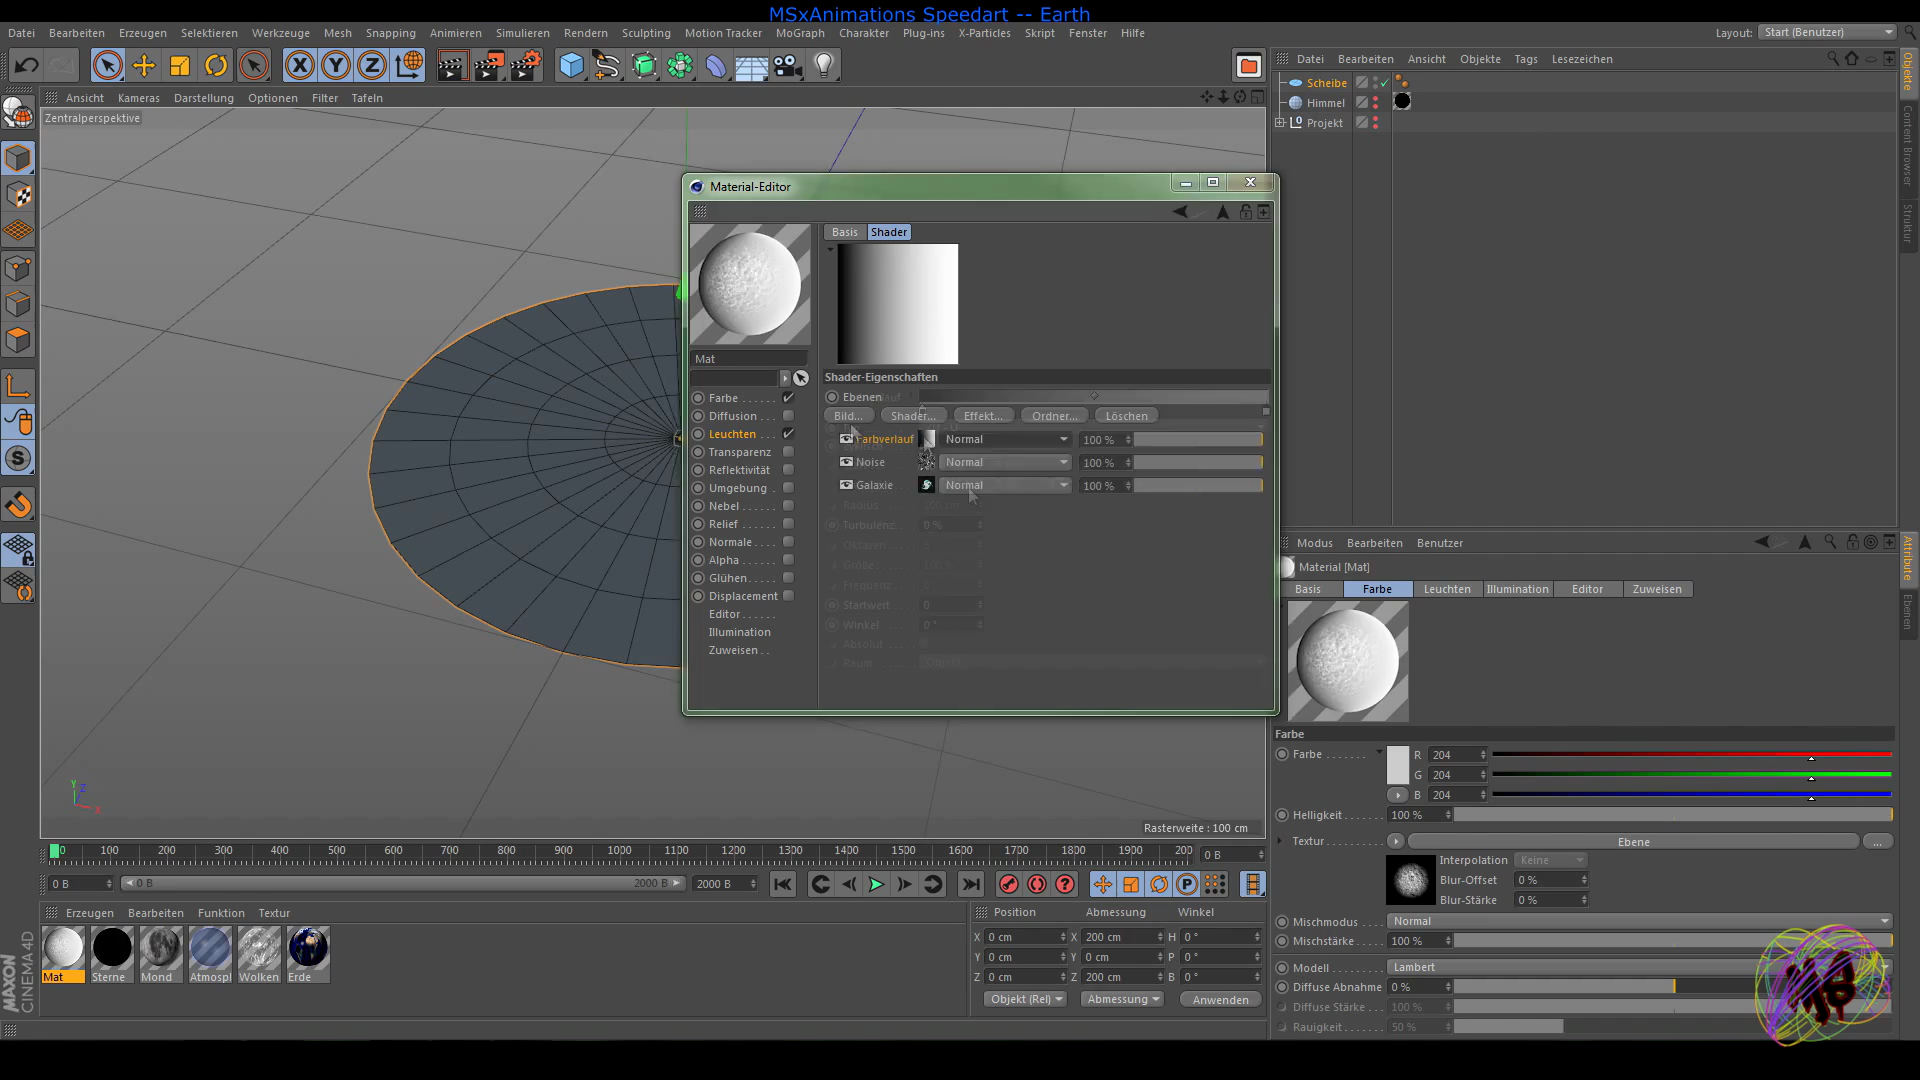 MSxAnimations Speedart -- Earth
Datei Bearbeiten Erzeugen Selektieren Werkzeuge Mesh Snapping Animieren Simulieren Rendern Sculpting Motion Tracker MoGraph Charakter Plug-ins X-Particles Skript Fenster Hilfe
Layout: Start (Benutzer)
Datei Bearbeiten Ansicht Objekte Tags Lesezeichen
Objekte
Content Browser
Struktur
Scheibe
Himmel
Projekt
Ansicht Kameras Darstellung Optionen Filter Tafeln
Zentralperspektive
Material-Editor
Basis Shader
Mat
Shader-Eigenschaften
Ebenen
Bild... Shader... Effekt... Ordner... Löschen
Farbverlauf Normal 100 %
Noise Normal 100 %
Galaxie Normal 100 %
Radius
Turbulenz 0 %
Oktaven
Größe
Frequenz
Startwert 0
Winkel 0 °
Absolut
Raum
Farbe
Diffusion
Leuchten
Transparenz
Reflektivität
Umgebung
Nebel
Relief
Normale
Alpha
Glühen
Displacement
Editor
Illumination
Zuweisen
Rasterweite : 100 cm
Y Z X
Modus Bearbeiten Benutzer
Attribute
Ebenen
Material [Mat]
Basis Farbe Leuchten Illumination Editor Zuweisen
Farbe
Farbe R 204
G 204
B 204
Helligkeit 100 %
Textur Ebene ...
Interpolation Keine
Blur-Offset 0 %
Blur-Stärke 0 %
Mischmodus Normal
Mischstärke 100 %
Modell Lambert
Diffuse Abnahme 0 %
Diffuse Stärke 100 %
Rauigkeit 50 %
0 100 200 300 400 500 600 700 800 900 1000 1100 1200 1300 1400 1500 1600 1700 1800 1900 200 0 B
0 B 0 B 2000 B 2000 B
Erzeugen Bearbeiten Funktion Textur
Mat Sterne Mond Atmospl Wolken Erde
Position Abmessung Winkel
X 0 cm X 200 cm H 0 °
Y 0 cm Y 0 cm P 0 °
Z 0 cm Z 200 cm B 0 °
Objekt (Rel) Abmessung Anwenden
MAXON
CINEMA 4D